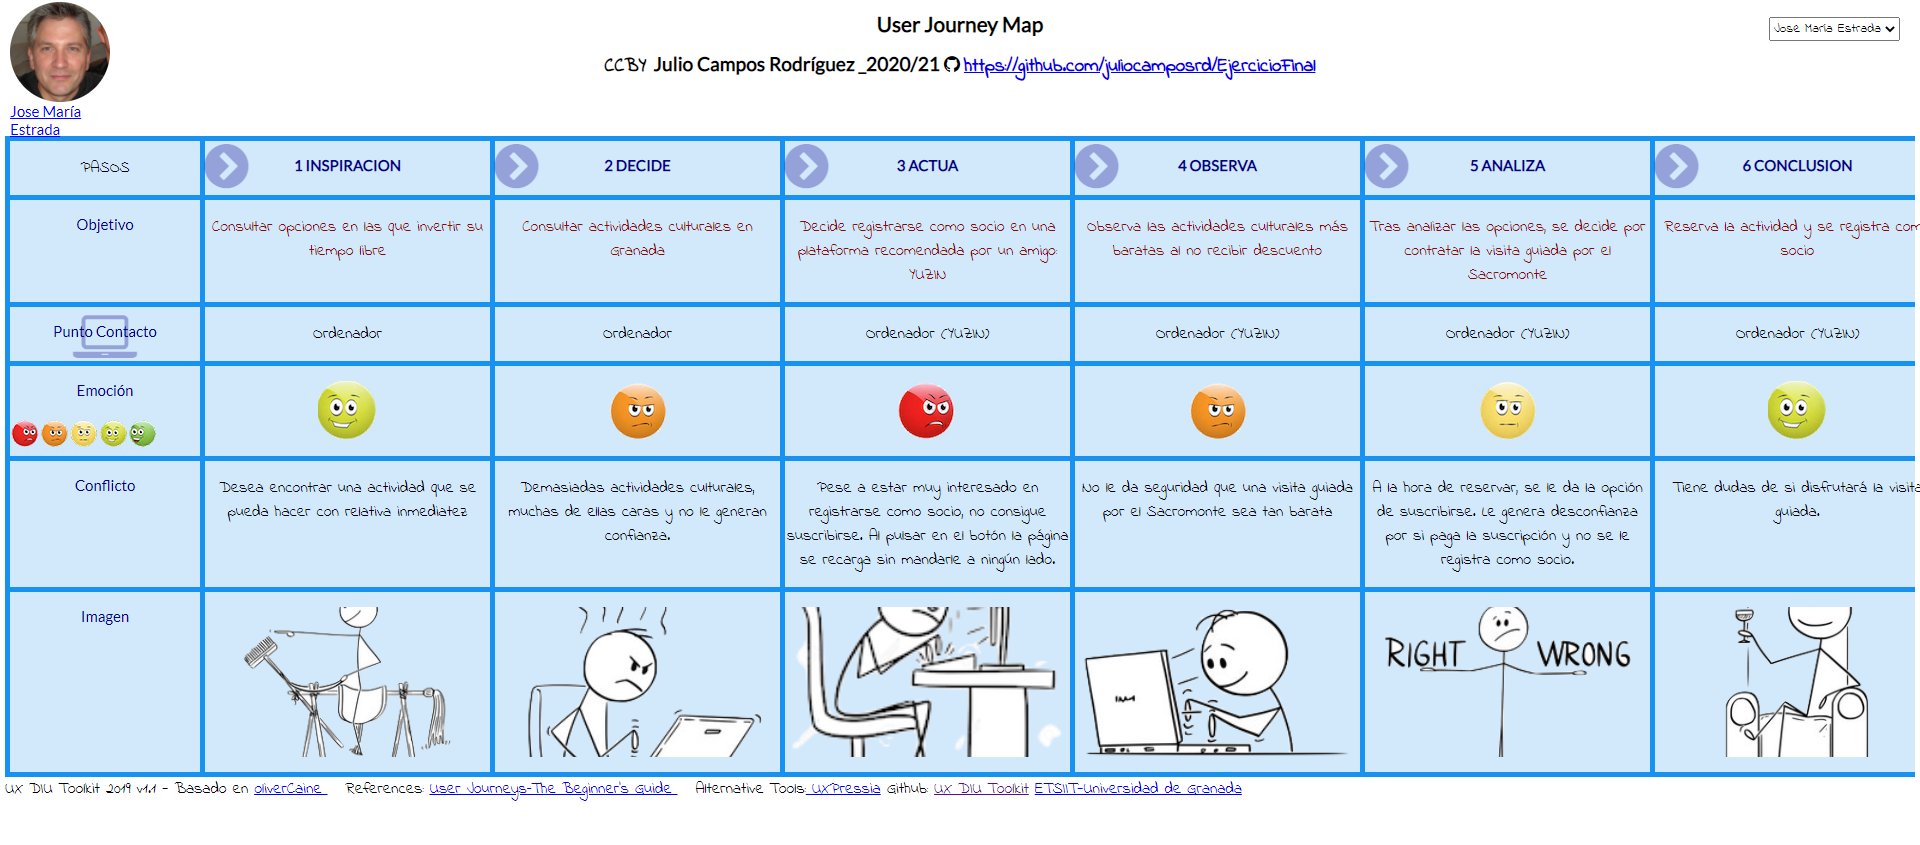 User Journey Map
Jose María Estrada
CCBY Julio Campos Rodríguez _2020/21 https://github.com/juliocamposrd/EjercicioFinal
Jose María
Estrada
PASOS
1 INSPIRACION
2 DECIDE
3 ACTUA
4 OBSERVA
5 ANALIZA
6 CONCLUSION
Objetivo
Consultar opciones en las que invertir su
tiempo libre
Consultar actividades culturales en
Granada
Decide registrarse como socio en una
plataforma recomendada por un amigo:
YUZIN
Observa las actividades culturales más
baratas al no recibir descuento
Tras analizar las opciones, se decide por
contratar la visita guiada por el
Sacromonte
Reserva la actividad y se registra com
socio
Punto Contacto
Ordenador
Ordenador
Ordenador (YUZIN)
Ordenador (YUZIN)
Ordenador (YUZIN)
Ordenador (YUZIN)
Emoción
Conflicto
Desea encontrar una actividad que se
pueda hacer con relativa inmediatez
Demasiadas actividades culturales,
muchas de ellas caras y no le generan
confianza.
Pese a estar muy interesado en
registrarse como socio, no consigue
suscribirse. Al pulsar en el botón la página
se recarga sin mandarle a ningún lado.
No le da seguridad que una visita guiada
por el Sacromonte sea tan barata
A la hora de reservar, se le da la opción
de suscribirse. Le genera desconfianza
por si paga la suscripción y no se le
registra como socio.
Tiene dudas de si disfrutará la visita
guiada.
Imagen
RIGHT WRONG
UX DIU Toolkit 2019 v1.1 - Basado en oliverCaine References: User Journeys-The Beginner's Guide Alternative Tools: UXPressia Github: UX DIU Toolkit ETSIIT-Universidad de Granada